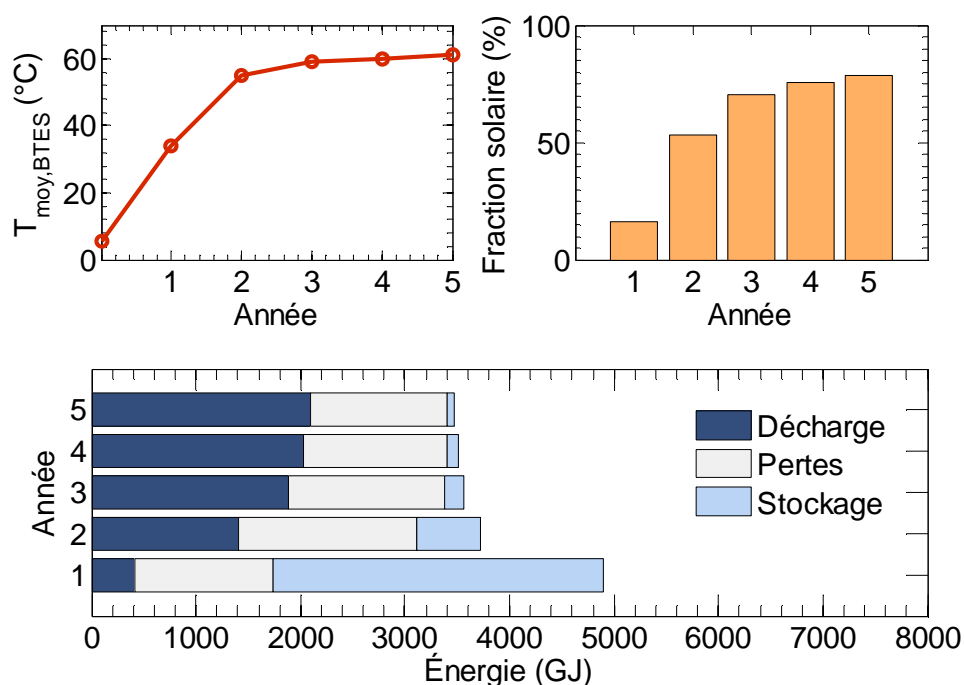 T moy,BTES (°C)
60
40
20
0
1 2 3 4 5
Année
Fraction solaire (%)
100
50
0
1 2 3 4 5
Année
Année
5
4
3
2
1
Décharge
Pertes
Stockage
0 1000 2000 3000 4000 5000 6000 7000 8000
Énergie (GJ)